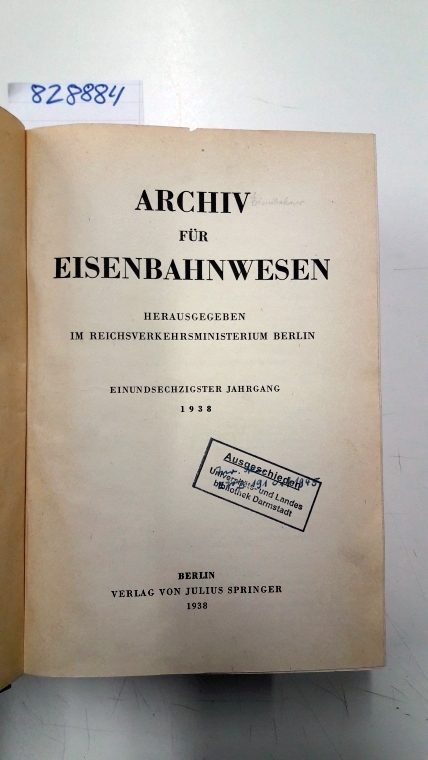 828884
ARCHIV
FÜR
EISENBAHNWESEN
HERAUSGEGEBEN
IM REICHSVERKEHRSMINISTERIUM BERLIN
EINUNDSECHZIGSTER JAHRGANG
1938
Ausgeschieden
Universitäts- und Landes
bibliothek Darmstadt
BERLIN
VERLAG VON JULIUS SPRINGER
1938